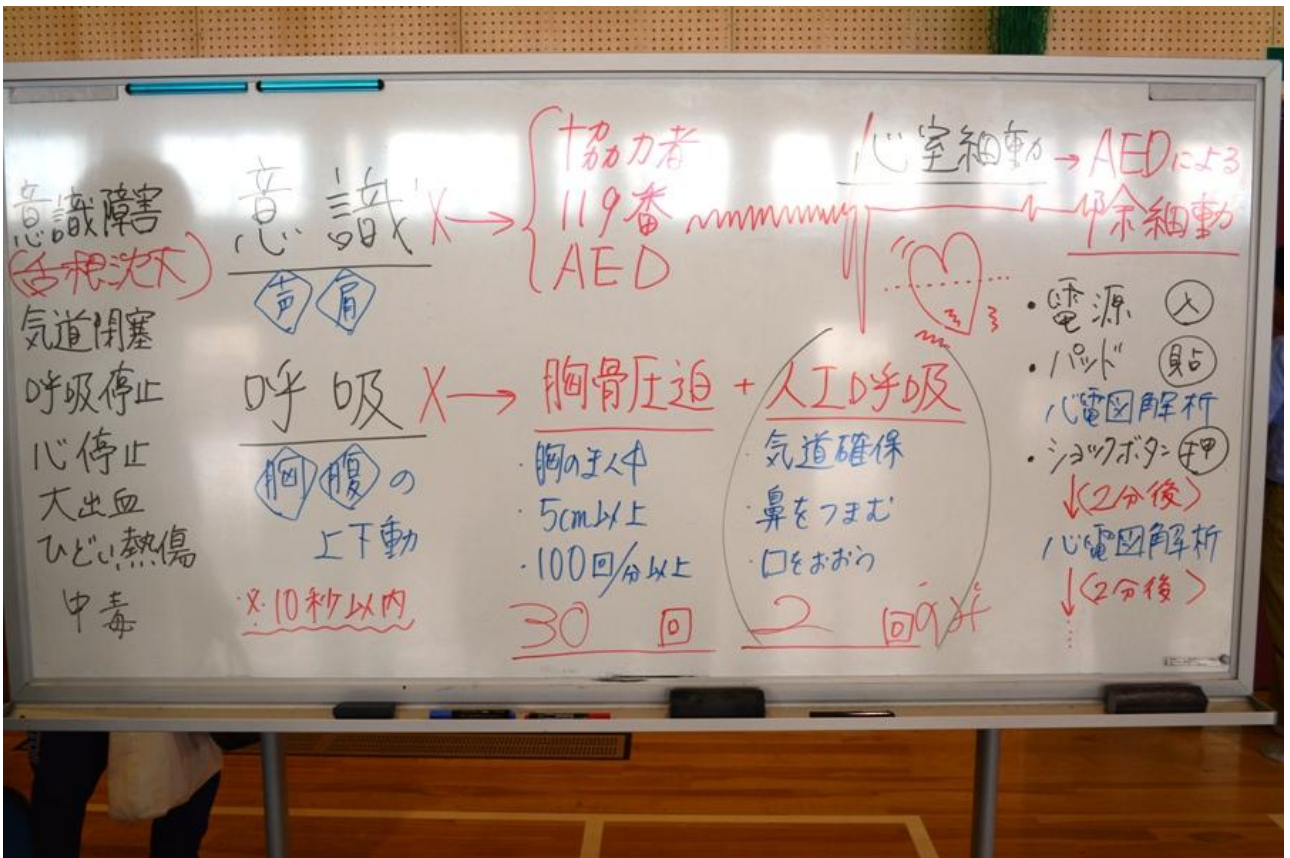 意識障害
(舌根沈下)
気道閉塞
呼吸停止
心停止
大出血
ひどい熱傷
中毒
意識 X→
声 肩
呼吸 X→
胸 腹 の
上下動
※10秒以内
協力者
119番
AED
胸骨圧迫 +
・胸のまん中
・5cm以上
・100回/分以上
30 回
人工呼吸
・気道確保
・鼻をつまむ
・口をおおう
2 回
心室細動 → AEDによる
除細動
・電源 入
・パッド 貼
心電図解析
・ショックボタン 押
↓(2分後)
心電図解析
↓(2分後)
⋮